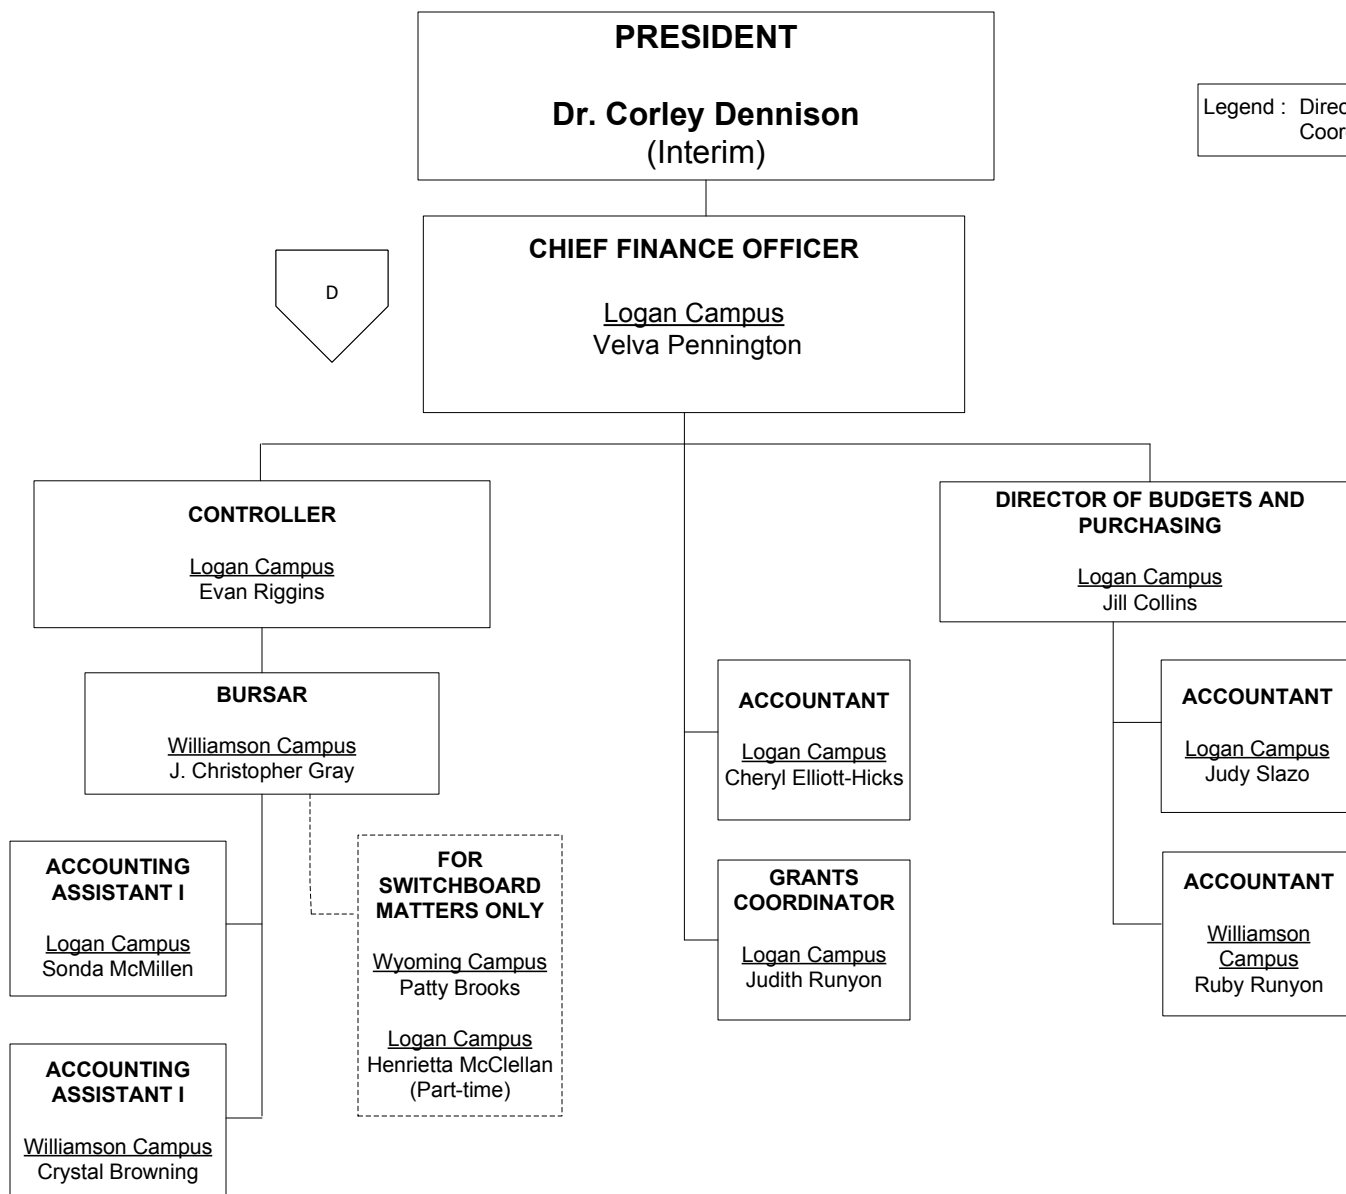 PRESIDENT
Dr. Corley Dennison
(Interim)
Legend :
CHIEF FINANCE OFFICER
Logan Campus
Velva Pennington
D
CONTROLLER
Logan Campus
Evan Riggins
DIRECTOR OF BUDGETS AND
PURCHASING
Logan Campus
Jill Collins
BURSAR
Williamson Campus
J. Christopher Gray
ACCOUNTANT
Logan Campus
Cheryl Elliott-Hicks
ACCOUNTANT
Logan Campus
Judy Slazo
ACCOUNTING
ASSISTANT I
Logan Campus
Sonda McMillen
FOR
SWITCHBOARD
MATTERS ONLY
Wyoming Campus
Patty Brooks
Logan Campus
Henrietta McClellan
(Part-time)
GRANTS
COORDINATOR
Logan Campus
Judith Runyon
ACCOUNTANT
Williamson
Campus
Ruby Runyon
ACCOUNTING
ASSISTANT I
Williamson Campus
Crystal Browning